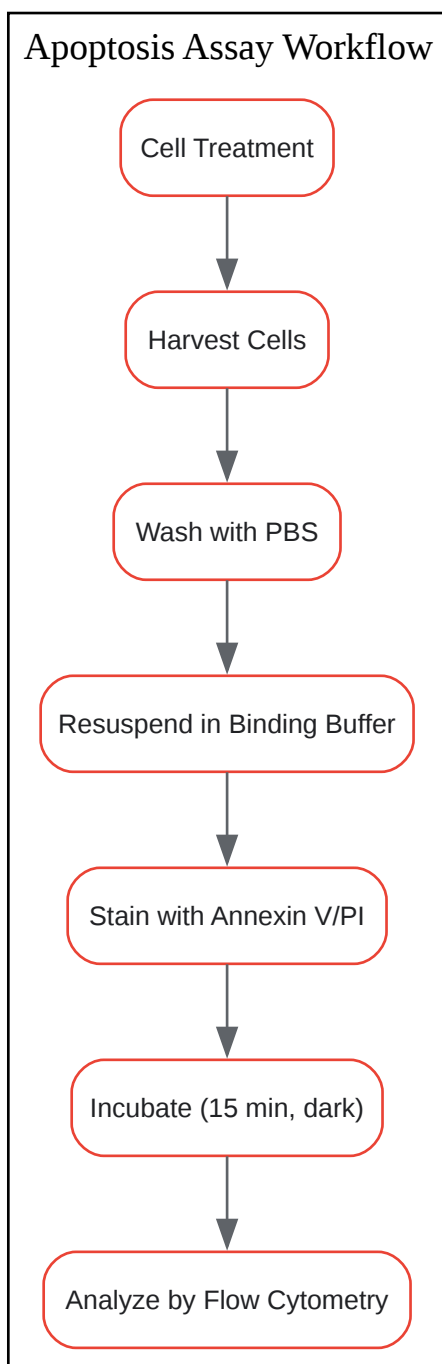 Apoptosis Assay Workflow
Cell Treatment
Harvest Cells
Wash with PBS
Resuspend in Binding Buffer
Stain with Annexin V/PI
Incubate (15 min, dark)
Analyze by Flow Cytometry